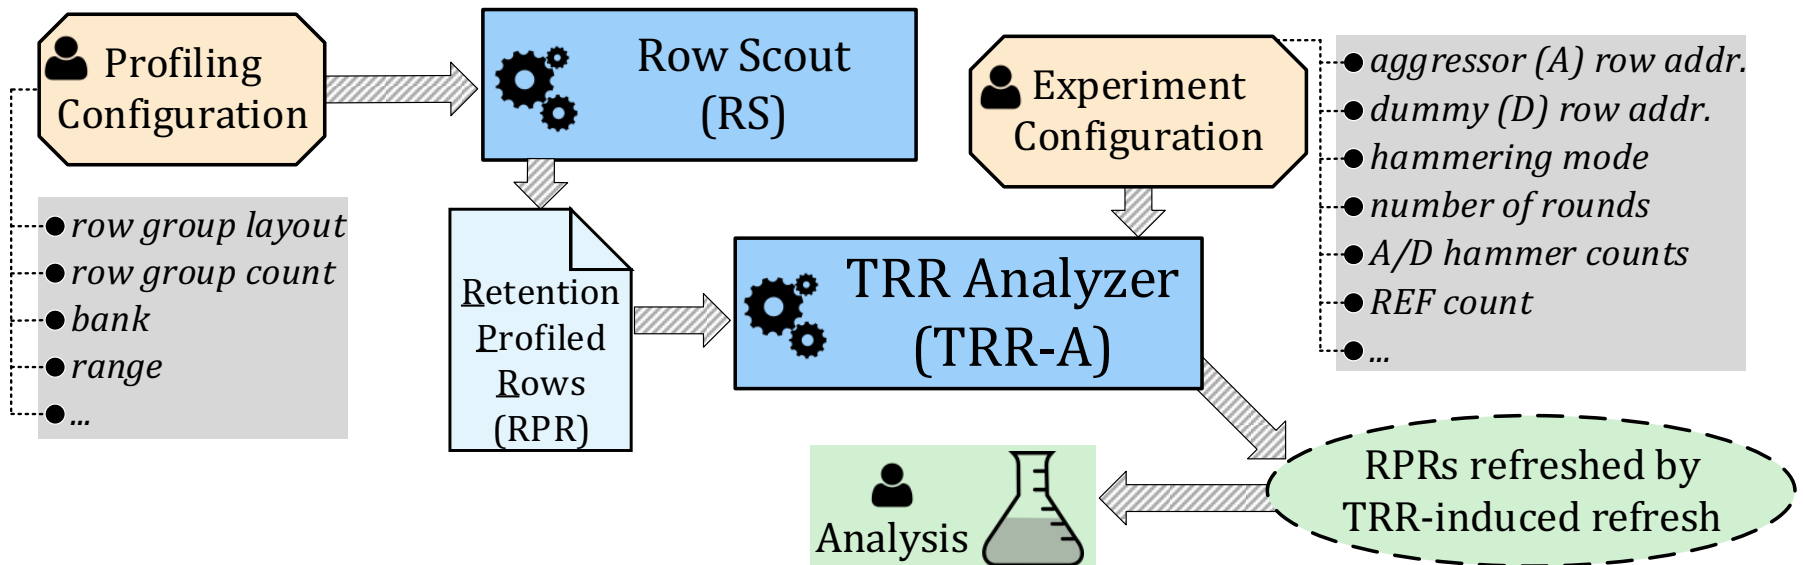 Profiling
Configuration
row group layout
row group count
bank
range
...
Row Scout
(RS)
Retention
Profiled
Rows
(RPR)
Experiment
Configuration
aggressor (A) row addr.
dummy (D) row addr.
hammering mode
number of rounds
A/D hammer counts
REF count
...
TRR Analyzer
(TRR-A)
RPRs refreshed by
TRR-induced refresh
Analysis